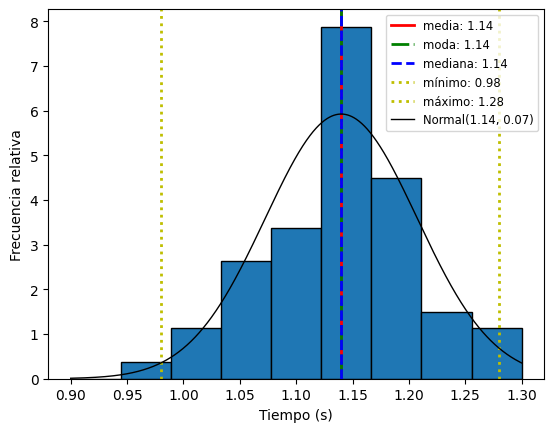 media: 1.14
moda: 1.14
mediana: 1.14
mínimo: 0.98
máximo: 1.28
Normal(1.14, 0.07)
Frecuencia relativa
8
7
6
5
4
3
2
1
0
0.90 0.95 1.00 1.05 1.10 1.15 1.20 1.25 1.30
Tiempo (s)